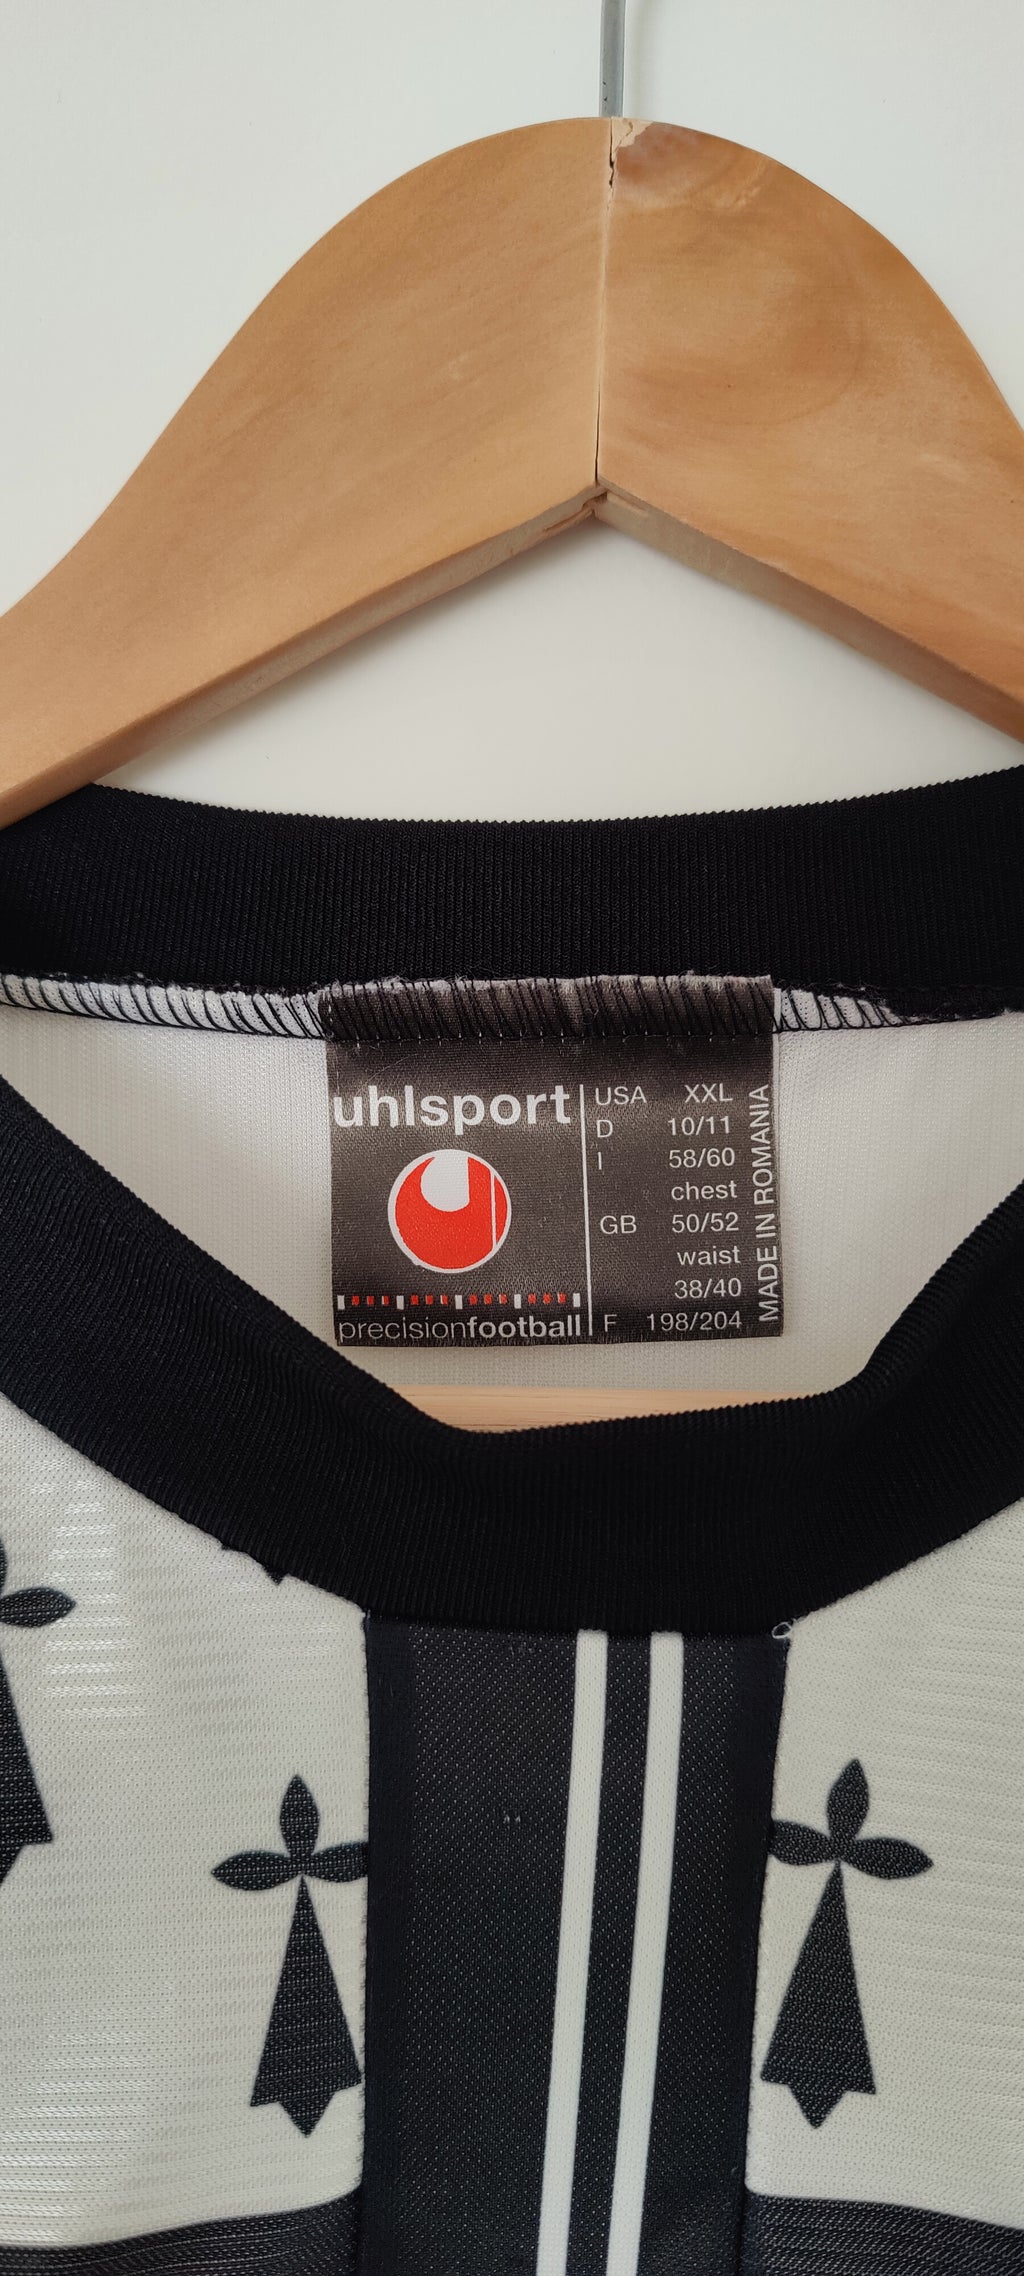 uhlsport
precisionfootball
USA XXL
D 10/11
I 58/60
chest
GB 50/52
waist
38/40
F 198/204
MADE IN ROMANIA